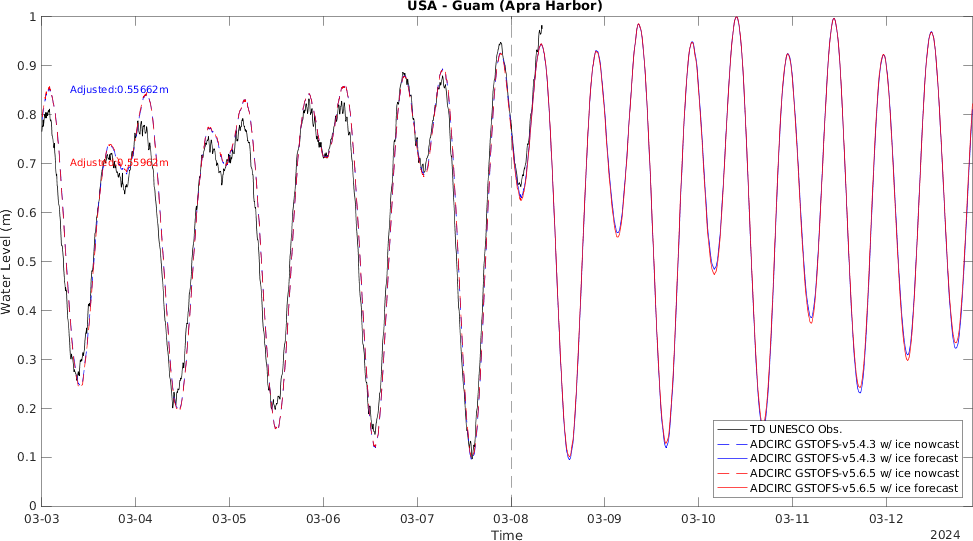 USA - Guam (Apra Harbor)
Water Level (m)
1
0.9
0.8
0.7
0.6
0.5
0.4
0.3
0.2
0.1
0
Adjusted:0.55662m
Adjusted:0.55962m
TD UNESCO Obs.
ADCIRC GSTOFS-v5.4.3 w/ ice nowcast
ADCIRC GSTOFS-v5.4.3 w/ ice forecast
ADCIRC GSTOFS-v5.6.5 w/ ice nowcast
ADCIRC GSTOFS-v5.6.5 w/ ice forecast
03-03 03-04 03-05 03-06 03-07 03-08 03-09 03-10 03-11 03-12
Time
2024